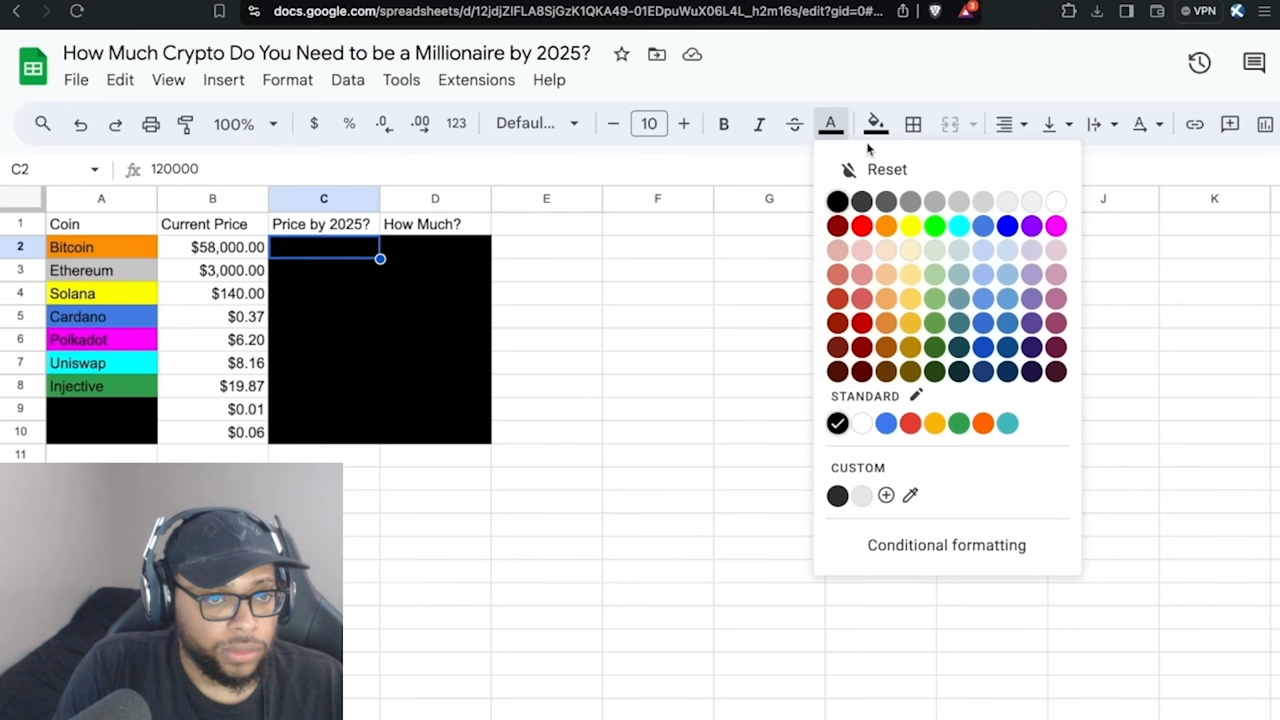 docs.google.com/spreadsheets/d/12jdjZIFLA8SjGzK1QKA49-01EDpuWuX06L4L_h2m16s/edit?gid=0#...
3
VPN
How Much Crypto Do You Need to be a Millionaire by 2025?
File Edit View Insert Format Data Tools Extensions Help
100% $ % .0 .00 123 Defaul... 10 B I S A A
C2 fx 120000
Reset
A B C D E F G J K
1 Coin Current Price Price by 2025? How Much?
2 Bitcoin $58,000.00
3 Ethereum $3,000.00
4 Solana $140.00
5 Cardano $0.37
6 Polkadot $6.20
7 Uniswap $8.16
8 Injective $19.87
9 $0.01
10 $0.06
11
STANDARD
CUSTOM
Conditional formatting